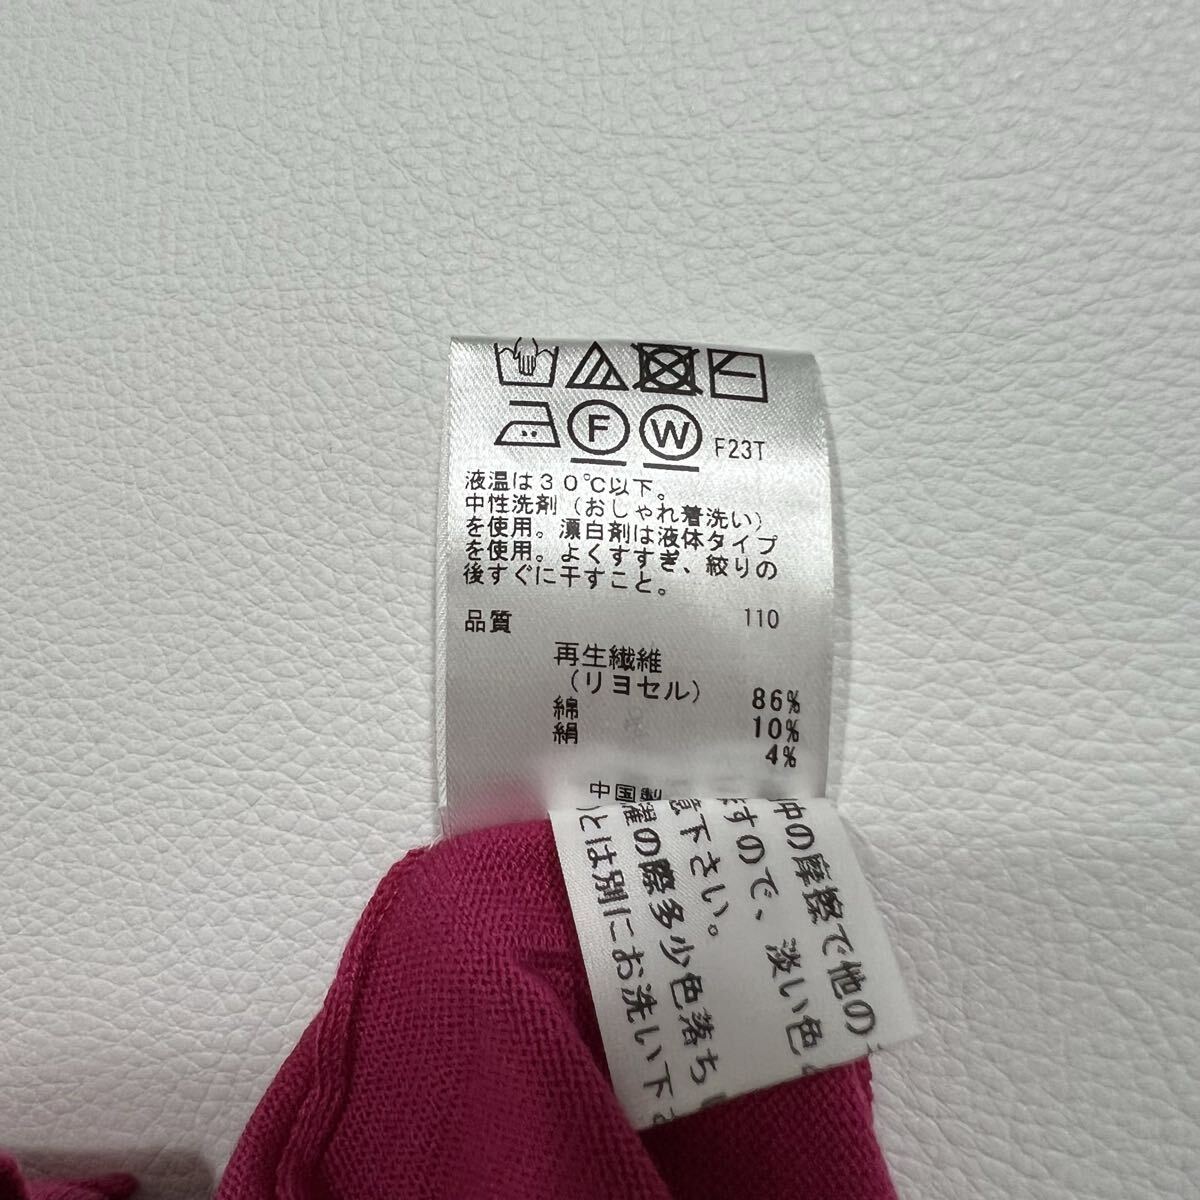 F
W
F23T
液温は30℃以下。
中性洗剤（おしゃれ着洗い）
を使用。漂白剤は液体タイプ
を使用。よくすすぎ、絞りの
後すぐに干すこと。
品質 110
再生繊維
（リヨセル） 86%
綿 10%
絹 4%
中国製
中の摩擦で他の
ますので、淡い色
意下さい。
濯の際多少色落ち
）とは別にお洗い下さ